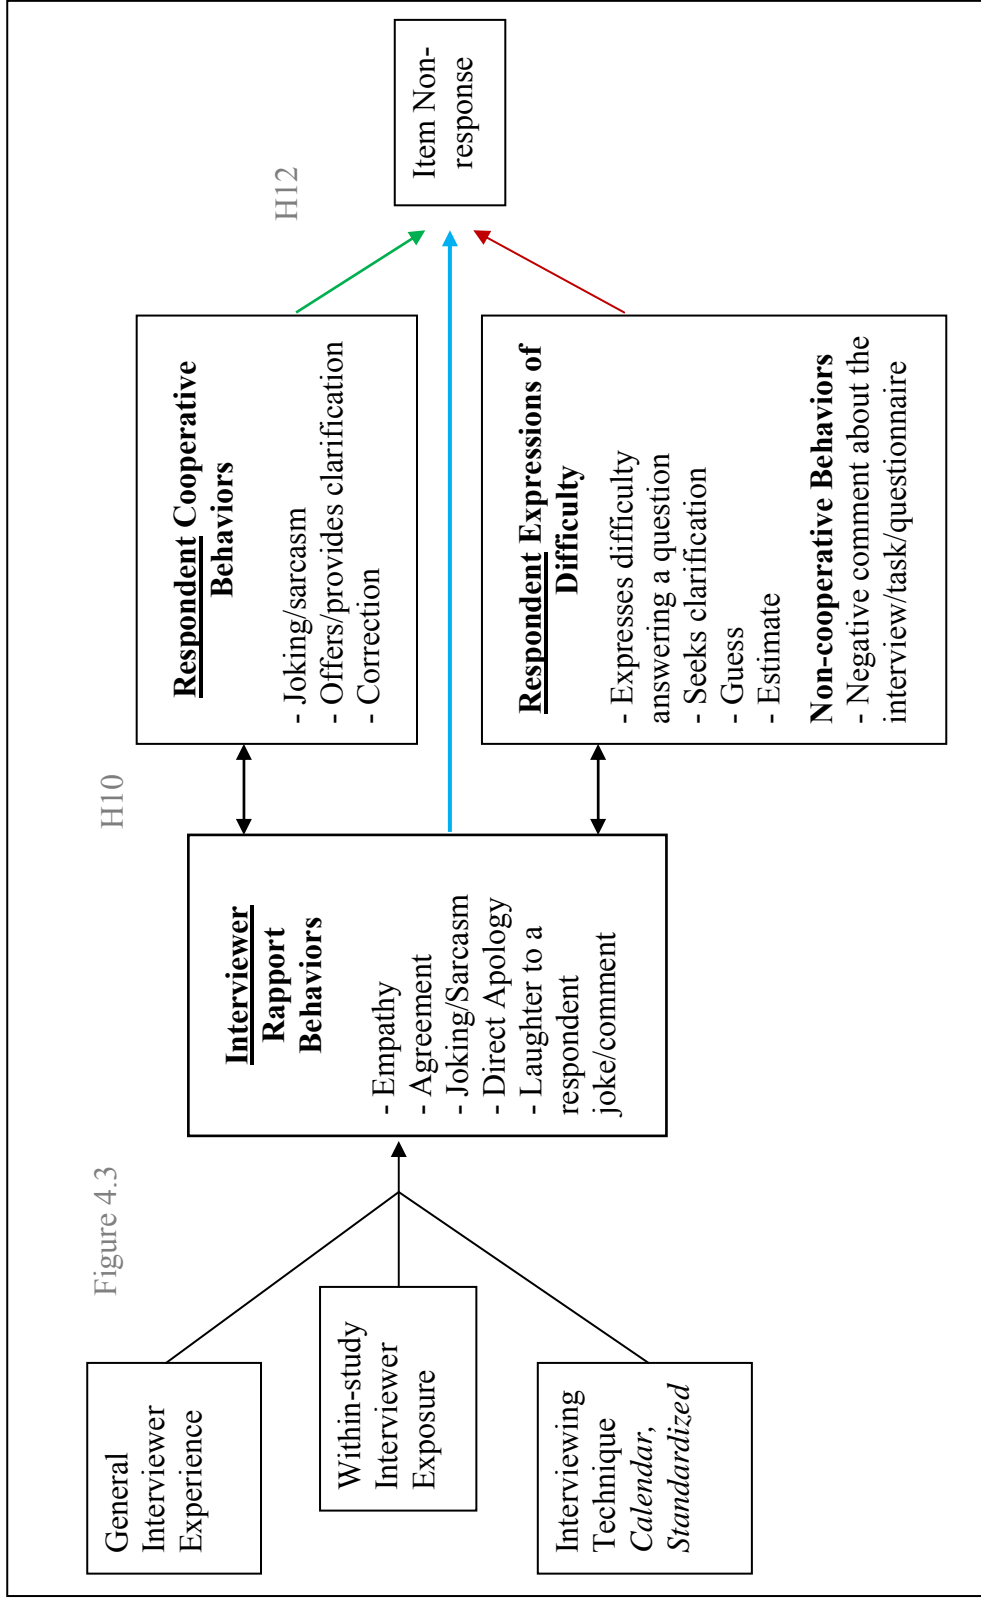 Figure 4.3
H10
H12
General
Interviewer
Experience
Within-study
Interviewer
Exposure
Interviewing
Technique
Calendar,
Standardized
Interviewer
Rapport
Behaviors
- Empathy
- Agreement
- Joking/Sarcasm
- Direct Apology
- Laughter to a
respondent
joke/comment
Respondent Cooperative
Behaviors
- Joking/sarcasm
- Offers/provides clarification
- Correction
Respondent Expressions of
Difficulty
- Expresses difficulty
answering a question
- Seeks clarification
- Guess
- Estimate
Non-cooperative Behaviors
- Negative comment about the
interview/task/questionnaire
Item Non-
response